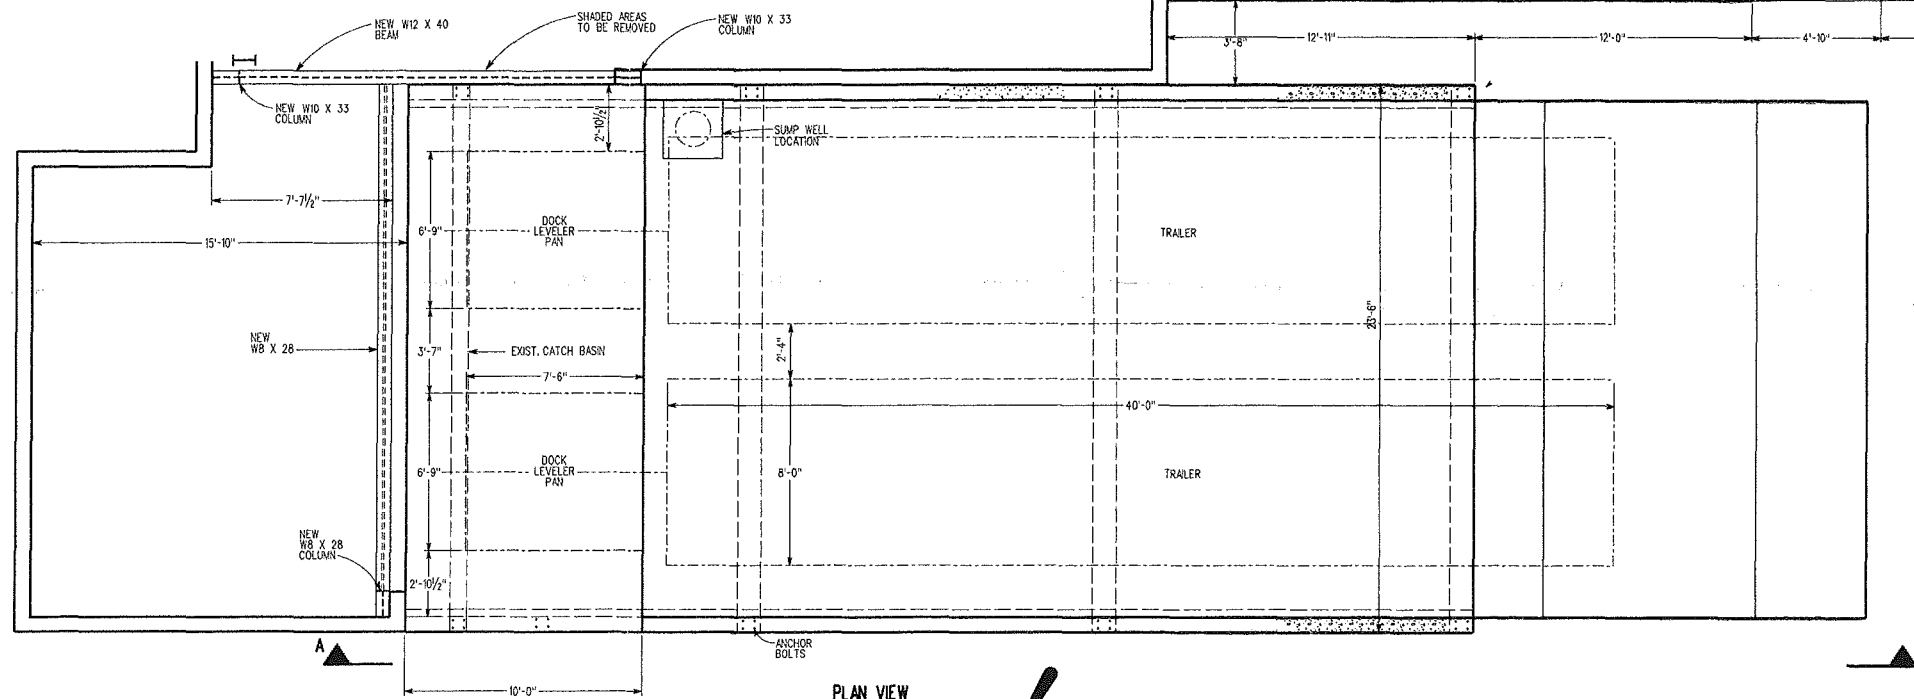 NEW W12 X 40
BEAM
SHADED AREAS
TO BE REMOVED
NEW W10 X 33
COLUMN
3'-8"
12'-11"
12'-0"
4'-10"
NEW W10 X 33
COLUMN
2'-10½"
SUMP WELL
LOCATION
7'-7½"
15'-10"
6'-9"
DOCK
LEVELER
PAN
TRAILER
23'-6"
NEW
W8 X 28
3'-7"
EXIST. CATCH BASIN
2'-4"
7'-6"
40'-0"
6'-9"
DOCK
LEVELER
PAN
8'-0"
TRAILER
NEW
W8 X 28
COLUMN
2'-10½"
A
ANCHOR
BOLTS
10'-0"
PLAN VIEW